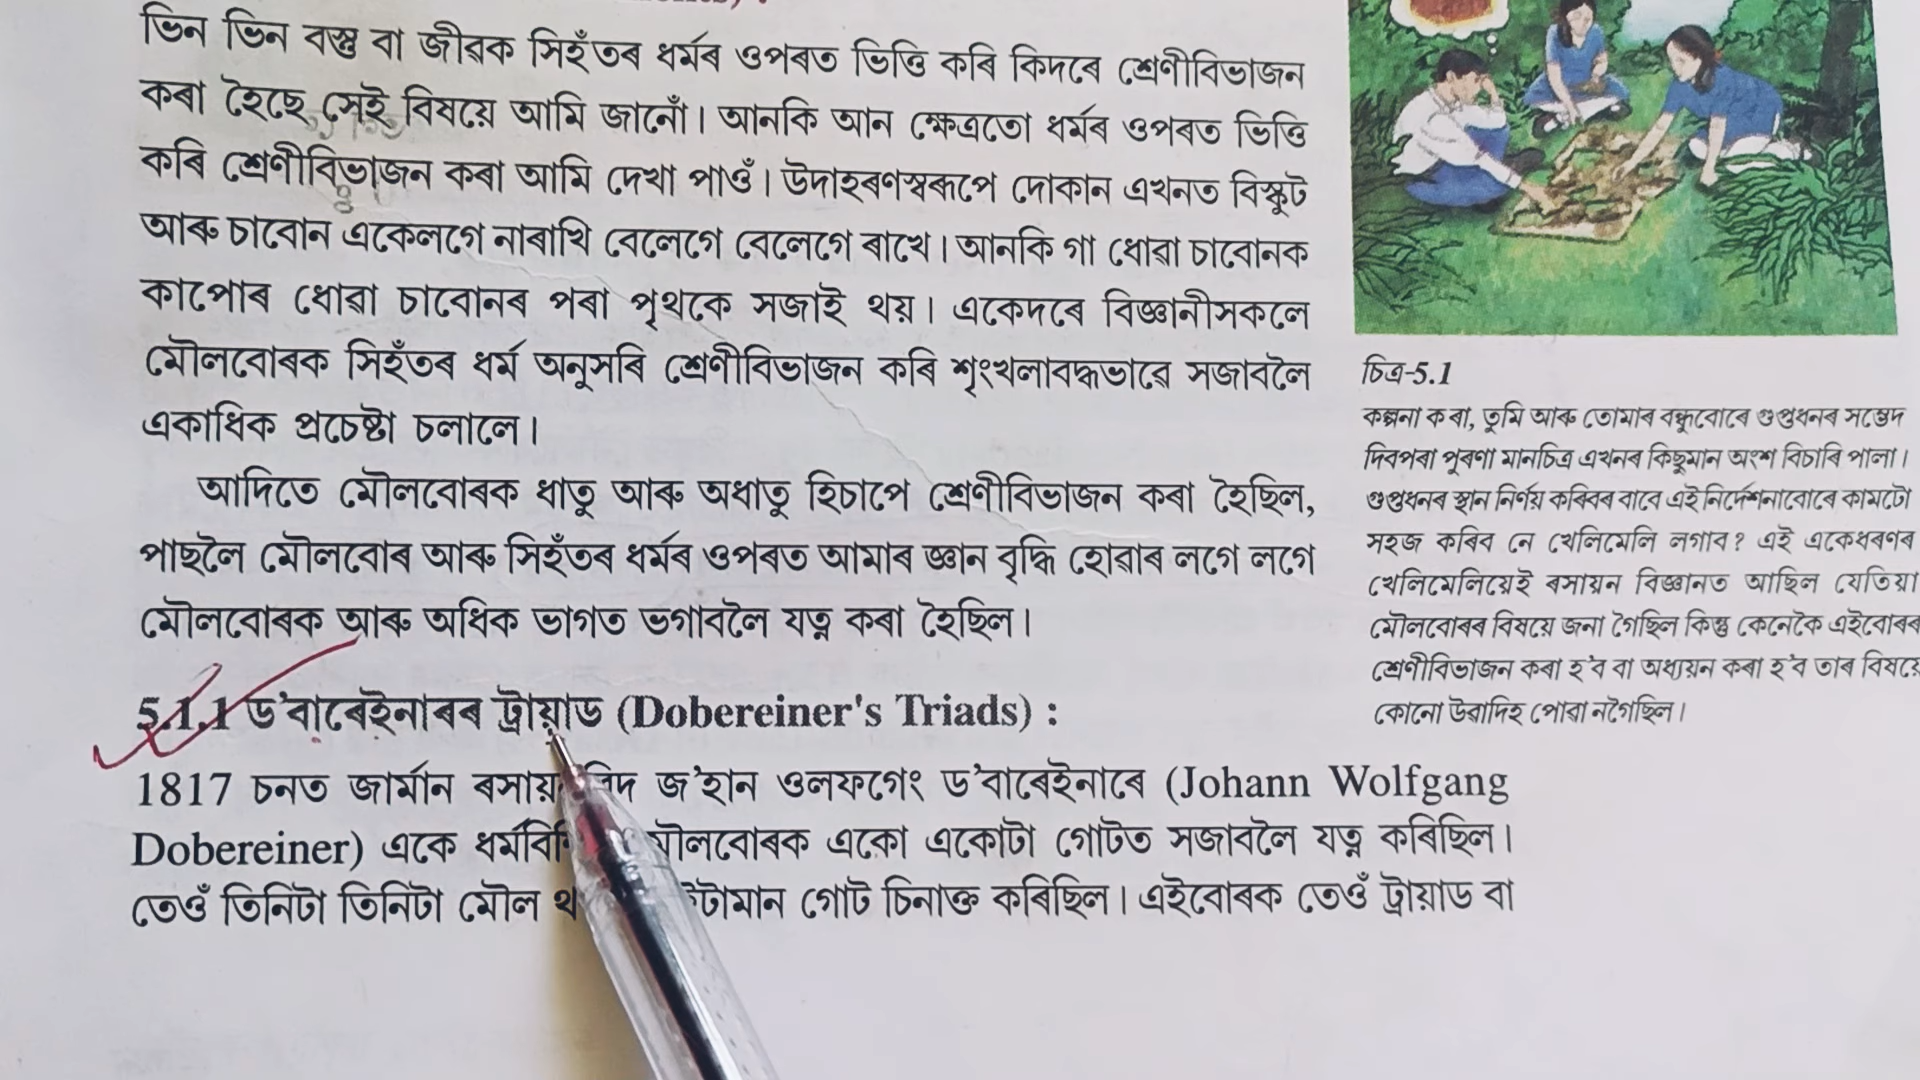 ভিন ভিন বস্তু বা জীৱক সিহঁতৰ ধৰ্মৰ ওপৰত ভিত্তি কৰি কিদৰে শ্ৰেণীবিভাজন
কৰা হৈছে সেই বিষয়ে আমি জানোঁ। আনকি আন ক্ষেত্ৰতো ধৰ্মৰ ওপৰত ভিত্তি
কৰি শ্ৰেণীবিভাজন কৰা আমি দেখা পাওঁ। উদাহৰণস্বৰূপে দোকান এখনত বিস্কুট
আৰু চাবোন একেলগে নাৰাখি বেলেগে বেলেগে ৰাখে। আনকি গা ধোৱা চাবোনক
কাপোৰ ধোৱা চাবোনৰ পৰা পৃথকে সজাই থয়। একেদৰে বিজ্ঞানীসকলে
মৌলবোৰক সিহঁতৰ ধৰ্ম অনুসৰি শ্ৰেণীবিভাজন কৰি শৃংখলাবদ্ধভাৱে সজাবলৈ
একাধিক প্ৰচেষ্টা চলালে।
আদিতে মৌলবোৰক ধাতু আৰু অধাতু হিচাপে শ্ৰেণীবিভাজন কৰা হৈছিল,
পাছলৈ মৌলবোৰ আৰু সিহঁতৰ ধৰ্মৰ ওপৰত আমাৰ জ্ঞান বৃদ্ধি হোৱাৰ লগে লগে
মৌলবোৰক আৰু অধিক ভাগত ভগাবলৈ যত্ন কৰা হৈছিল।
5.1.1 ড'বাৰেইনাৰৰ ট্ৰায়াড (Dobereiner's Triads) :
1817 চনত জাৰ্মান জ'হান ওলফগেং ড'বাৰেইনাৰে (Johann Wolfgang
Dobereiner) একে মৌলবোৰক একো একোটা গোটত সজাবলৈ যত্ন কৰিছিল।
তেওঁ তিনিটা তিনিটা মৌল গোট চিনাক্ত কৰিছিল। এইবোৰক তেওঁ ট্ৰায়াড বা
চিত্ৰ-5.1
কল্পনা কৰা, তুমি আৰু তোমাৰ বন্ধুবোৰে গুপ্তধনৰ সম্ভেদ
দিবপৰা পুৰণা মানচিত্ৰ এখনৰ কিছুমান অংশ বিচাৰি পালা।
গুপ্তধনৰ স্থান নিৰ্ণয় কৰিবৰ বাবে এই নিৰ্দেশনাবোৰে কামটো
সহজ কৰিব নে খেলিমেলি লগাব? এই একেধৰণৰ
খেলিমেলিয়েই ৰসায়ন বিজ্ঞানত আছিল যেতিয়া
মৌলবোৰৰ বিষয়ে জনা গৈছিল কিন্তু কেনেকৈ এইবোৰৰ
শ্ৰেণীবিভাজন কৰা হ'ব বা অধ্যয়ন কৰা হ'ব তাৰ বিষয়ে
কোনো উৱাদিহ পোৱা নগৈছিল।